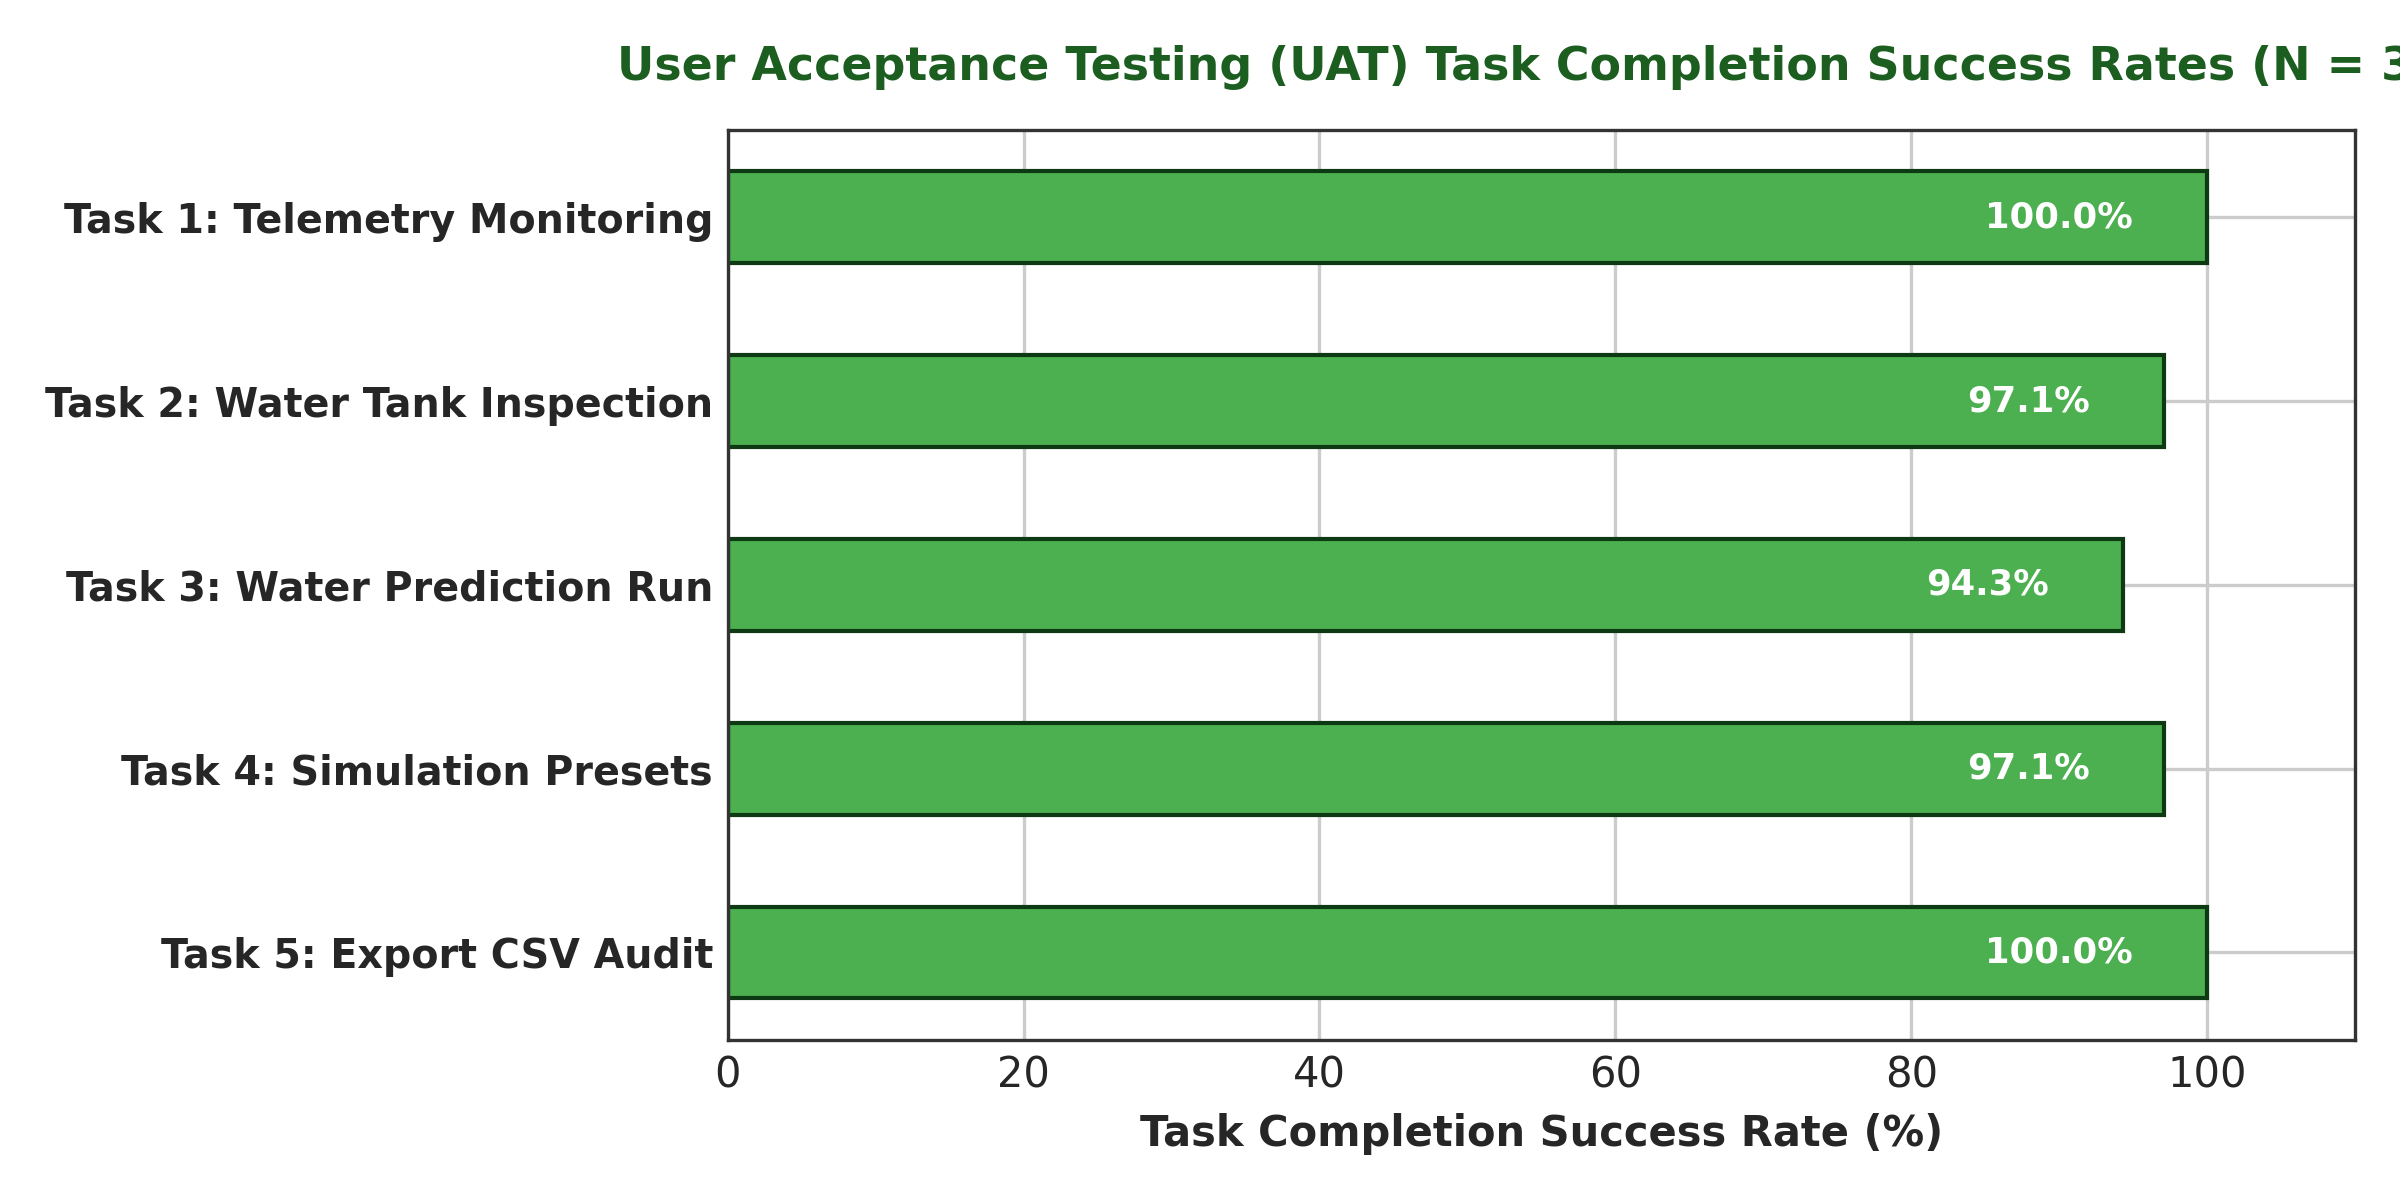 User Acceptance Testing (UAT) Task Completion Success Rates (N = 3
Task 1: Telemetry Monitoring
100.0%
Task 2: Water Tank Inspection
97.1%
Task 3: Water Prediction Run
94.3%
Task 4: Simulation Presets
97.1%
Task 5: Export CSV Audit
100.0%
0 20 40 60 80 100
Task Completion Success Rate (%)